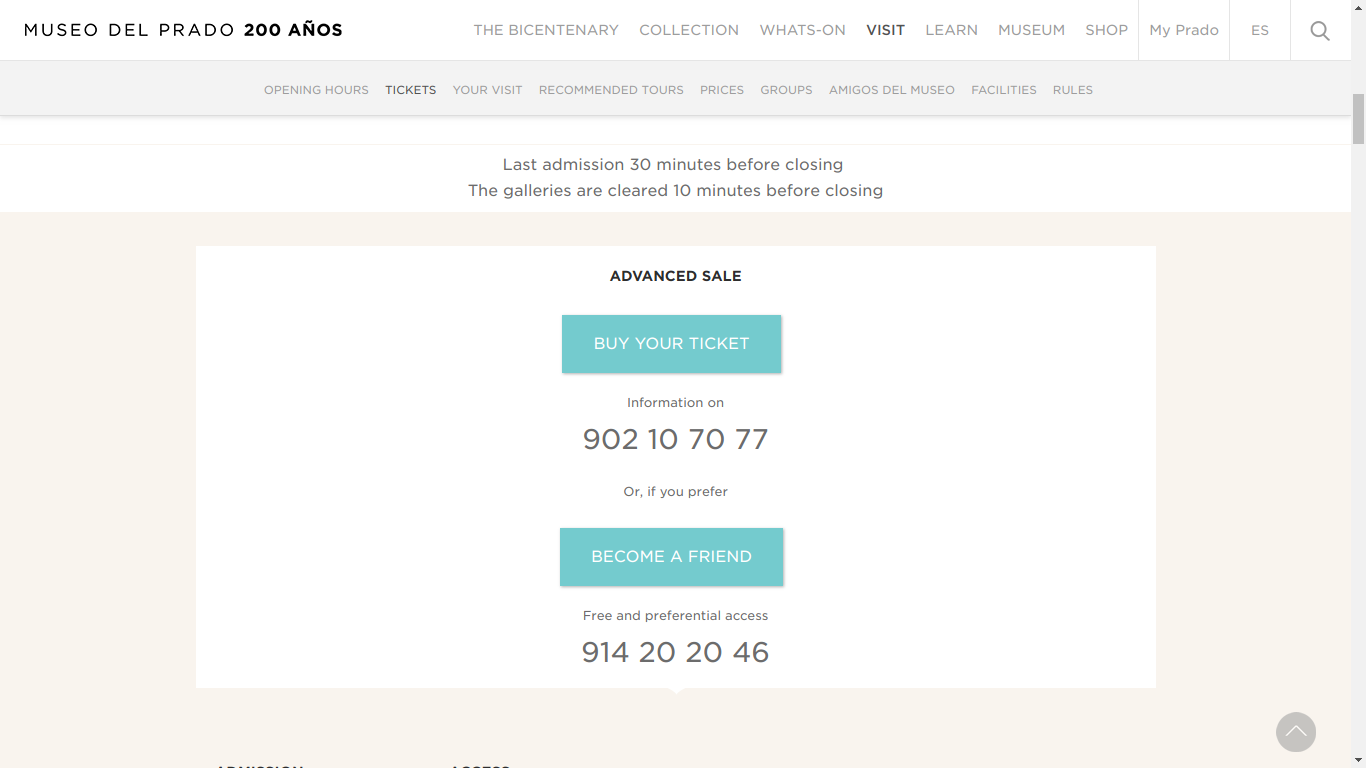 MUSEO DEL PRADO 200 AÑOS
THE BICENTENARY COLLECTION WHATS-ON VISIT LEARN MUSEUM SHOP My Prado ES
OPENING HOURS TICKETS YOUR VISIT RECOMMENDED TOURS PRICES GROUPS AMIGOS DEL MUSEO FACILITIES RULES
Last admission 30 minutes before closing
The galleries are cleared 10 minutes before closing
ADVANCED SALE
BUY YOUR TICKET
Information on
902 10 70 77
Or, if you prefer
BECOME A FRIEND
Free and preferential access
914 20 20 46
ADMISSION ACCESS